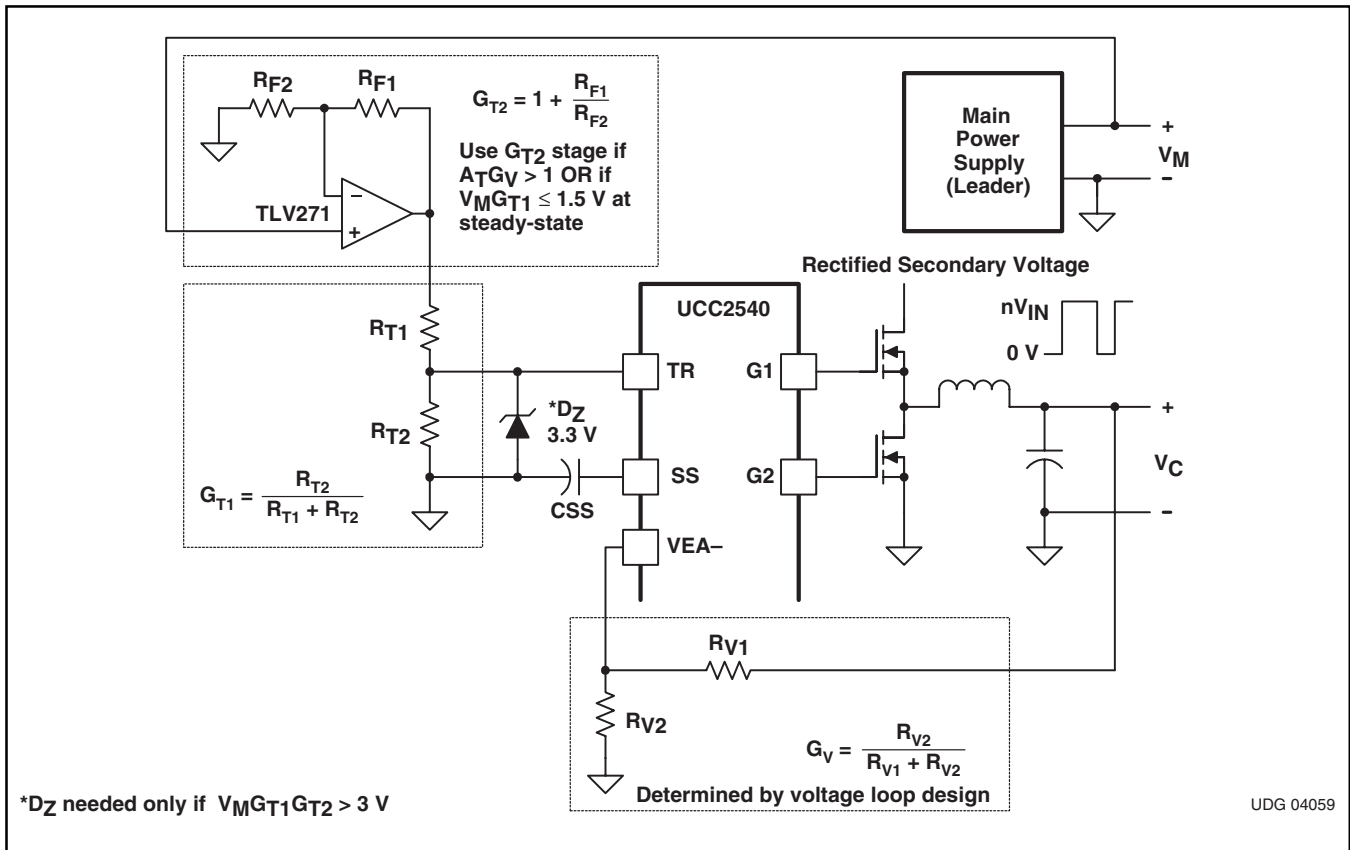 RF2
RF1
GT2 = 1 + RF1 / RF2
Use GT2 stage if
ATGV > 1 OR if
VMGT1 ≤ 1.5 V at
steady-state
TLV271
−
+
Main
Power
Supply
(Leader)
+
VM
−
Rectified Secondary Voltage
nVIN
0 V
UCC2540
RT1
TR
G1
*DZ
3.3 V
RT2
SS
G2
CSS
VEA−
GT1 = RT2 / RT1 + RT2
+
VC
−
RV1
RV2
GV = RV2 / RV1 + RV2
Determined by voltage loop design
*DZ needed only if VMGT1GT2 > 3 V
UDG 04059